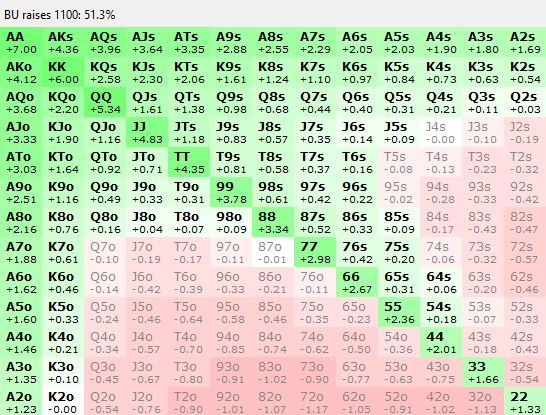 BU raises 1100: 51.3%
AA AKs AQs AJs ATs A9s A8s A7s A6s A5s A4s A3s A2s
+7.00 +4.36 +3.96 +3.64 +3.35 +2.88 +2.55 +2.29 +2.05 +2.03 +1.90 +1.80 +1.69
AKo KK KQs KJs KTs K9s K8s K7s K6s K5s K4s K3s K2s
+4.12 +6.00 +2.58 +2.30 +2.06 +1.61 +1.24 +1.10 +0.97 +0.84 +0.73 +0.63 +0.54
AQo KQo QQ QJs QTs Q9s Q8s Q7s Q6s Q5s Q4s Q3s Q2s
+3.68 +2.20 +5.34 +1.61 +1.38 +0.98 +0.68 +0.44 +0.40 +0.31 +0.21 +0.11 +0.03
AJo KJo QJo JJ JTs J9s J8s J7s J6s J5s J4s J3s J2s
+3.33 +1.90 +1.16 +4.83 +1.18 +0.83 +0.57 +0.35 +0.14 +0.09 -0.00 -0.10 -0.19
ATo KTo QTo JTo TT T9s T8s T7s T6s T5s T4s T3s T2s
+3.03 +1.64 +0.92 +0.71 +4.35 +0.81 +0.58 +0.37 +0.16 -0.08 -0.13 -0.23 -0.32
A9o K9o Q9o J9o T9o 99 98s 97s 96s 95s 94s 93s 92s
+2.51 +1.16 +0.49 +0.33 +0.31 +3.78 +0.61 +0.42 +0.22 -0.02 -0.28 -0.33 -0.42
A8o K8o Q8o J8o T8o 98o 88 87s 86s 85s 84s 83s 82s
+2.16 +0.76 +0.16 +0.04 +0.07 +0.09 +3.34 +0.52 +0.33 +0.09 -0.17 -0.43 -0.47
A7o K7o Q7o J7o T7o 97o 87o 77 76s 75s 74s 73s 72s
+1.88 +0.61 -0.10 -0.19 -0.17 -0.11 -0.01 +2.98 +0.42 +0.20 -0.06 -0.32 -0.57
A6o K6o Q6o J6o T6o 96o 86o 76o 66 65s 64s 63s 62s
+1.62 +0.46 -0.14 -0.42 -0.39 -0.33 -0.21 -0.11 +2.67 +0.31 +0.06 -0.20 -0.46
A5o K5o Q5o J5o T5o 95o 85o 75o 65o 55 54s 53s 52s
+1.60 +0.33 -0.24 -0.46 -0.64 -0.58 -0.46 -0.35 -0.23 +2.36 +0.18 -0.07 -0.33
A4o K4o Q4o J4o T4o 94o 84o 74o 64o 54o 44 43s 42s
+1.46 +0.21 -0.34 -0.57 -0.70 -0.85 -0.74 -0.62 -0.50 -0.36 +2.01 -0.18 -0.43
A3o K3o Q3o J3o T3o 93o 83o 73o 63o 53o 43o 33 32s
+1.35 +0.10 -0.45 -0.67 -0.80 -0.91 -1.02 -0.90 -0.77 -0.63 -0.75 +1.66 -0.54
A2o K2o Q2o J2o T2o 92o 82o 72o 62o 52o 42o 32o 22
+1.23 -0.00 -0.54 -0.76 -0.90 -1.01 -1.07 -1.17 -1.05 -0.91 -1.02 -1.13 +1.33